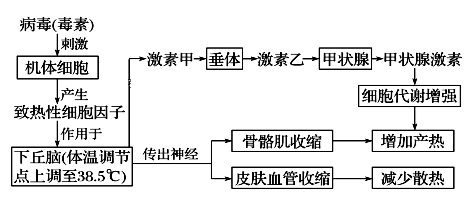 病毒(毒素)
刺激
机体细胞
产生
致热性细胞因子
作用于
下丘脑(体温调节
点上调至38.5℃)
激素甲
垂体
激素乙
甲状腺
甲状腺激素
细胞代谢增强
传出神经
骨骼肌收缩
增加产热
皮肤血管收缩
减少散热